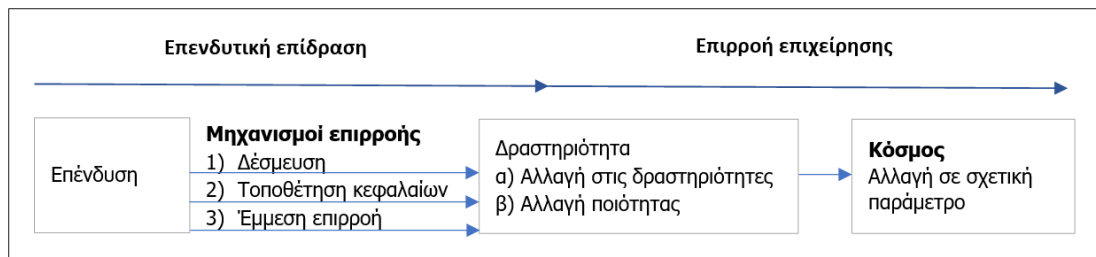 Επενδυτική επίδραση
Επιρροή επιχείρησης
Επένδυση
Μηχανισμοί επιρροής
1) Δέσμευση
2) Τοποθέτηση κεφαλαίων
3) Έμμεση επιρροή
Δραστηριότητα
α) Αλλαγή στις δραστηριότητες
β) Αλλαγή ποιότητας
Κόσμος
Αλλαγή σε σχετική
παράμετρο